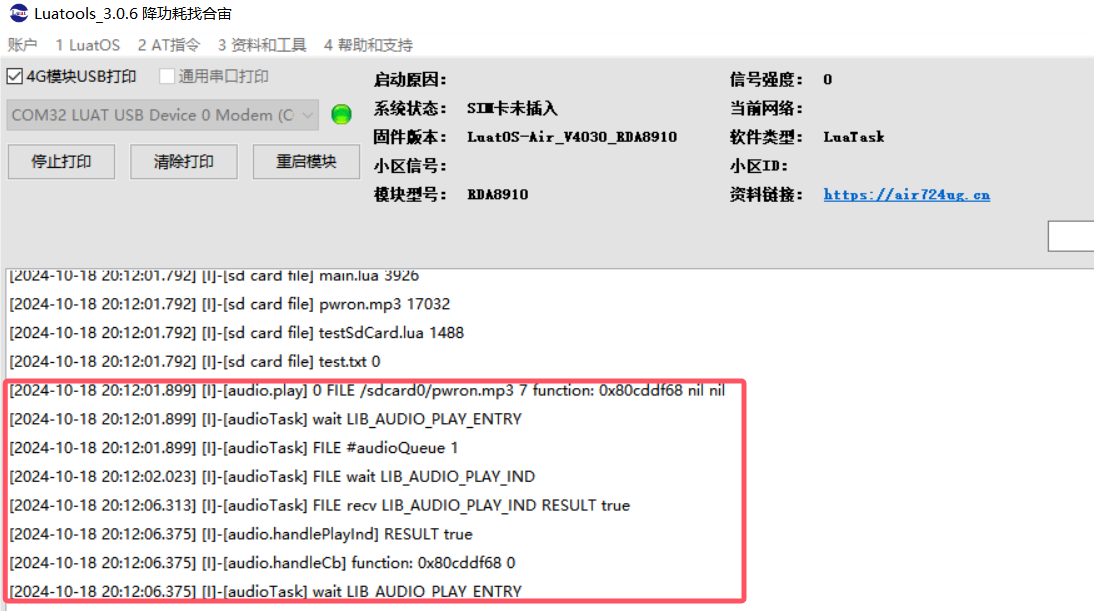 Luatools_3.0.6 降功耗找合宙
账户 1 LuatOS 2 AT指令 3 资料和工具 4 帮助和支持
4G模块USB打印 通用串口打印
COM32 LUAT USB Device 0 Modem (C
停止打印 清除打印 重启模块
启动原因: 信号强度: 0
系统状态: SIM卡未插入 当前网络:
固件版本: LuatOS-Air_V4030_RDA8910 软件类型: LuaTask
小区信号: 小区ID:
模块型号: RDA8910 资料链接: https://air724ug.cn
[2024-10-18 20:12:01.792] [I]-[sd card file] main.lua 3926
[2024-10-18 20:12:01.792] [I]-[sd card file] pwron.mp3 17032
[2024-10-18 20:12:01.792] [I]-[sd card file] testSdCard.lua 1488
[2024-10-18 20:12:01.792] [I]-[sd card file] test.txt 0
[2024-10-18 20:12:01.899] [I]-[audio.play] 0 FILE /sdcard0/pwron.mp3 7 function: 0x80cddf68 nil nil
[2024-10-18 20:12:01.899] [I]-[audioTask] wait LIB_AUDIO_PLAY_ENTRY
[2024-10-18 20:12:01.899] [I]-[audioTask] FILE #audioQueue 1
[2024-10-18 20:12:02.023] [I]-[audioTask] FILE wait LIB_AUDIO_PLAY_IND
[2024-10-18 20:12:06.313] [I]-[audioTask] FILE recv LIB_AUDIO_PLAY_IND RESULT true
[2024-10-18 20:12:06.375] [I]-[audio.handlePlayInd] RESULT true
[2024-10-18 20:12:06.375] [I]-[audio.handleCb] function: 0x80cddf68 0
[2024-10-18 20:12:06.375] [I]-[audioTask] wait LIB_AUDIO_PLAY_ENTRY